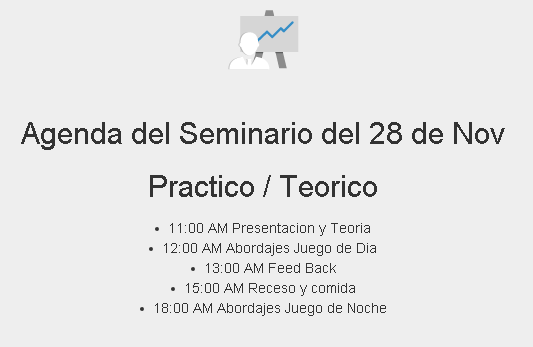 Agenda del Seminario del 28 de Nov
Practico / Teorico
• 11:00 AM Presentacion y Teoria
• 12:00 AM Abordajes Juego de Dia
• 13:00 AM Feed Back
• 15:00 AM Receso y comida
• 18:00 AM Abordajes Juego de Noche